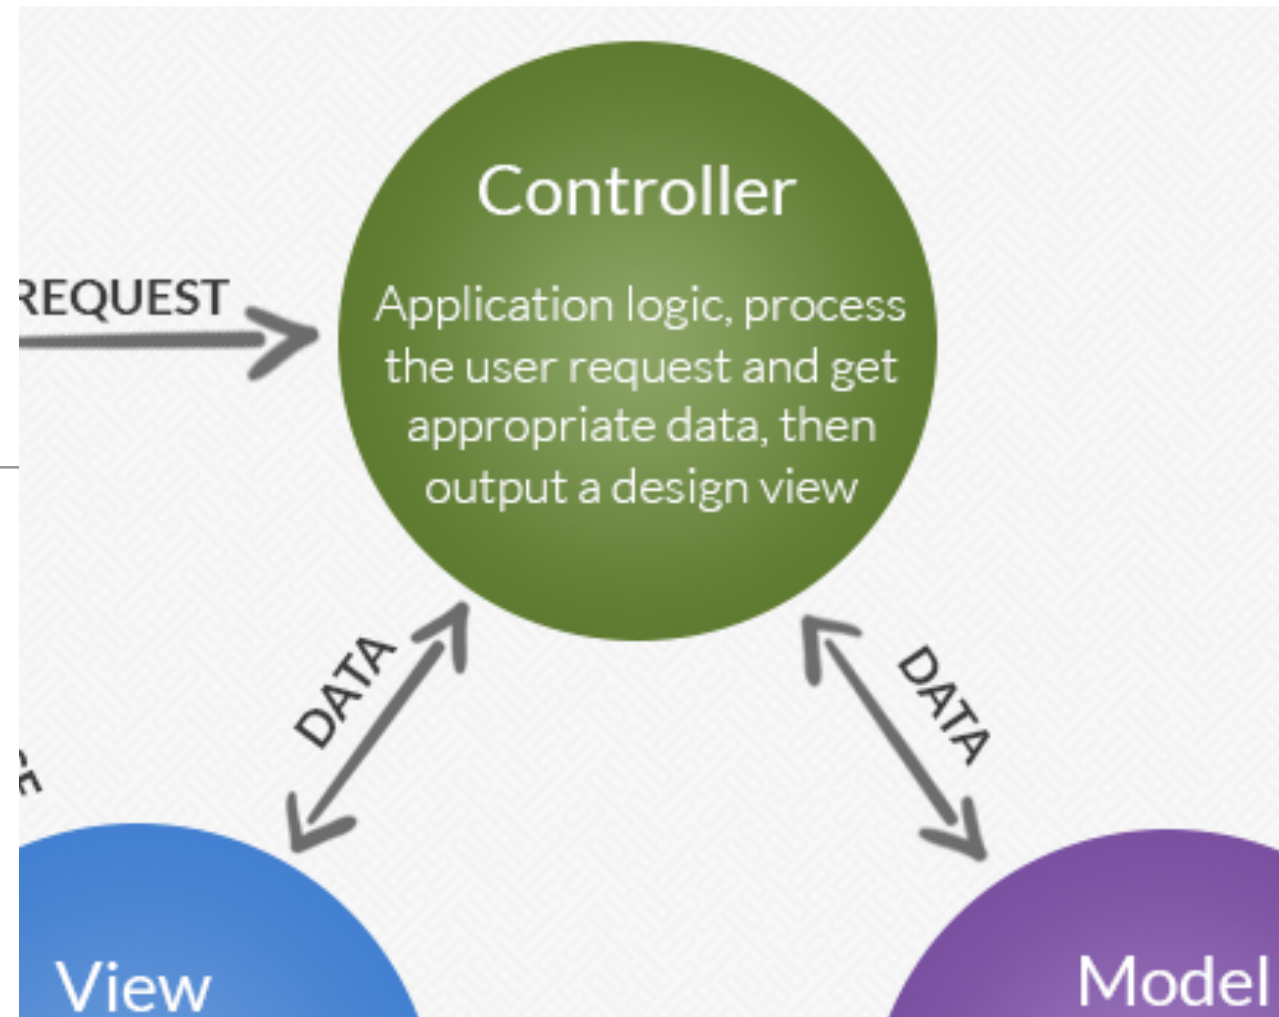 Controller
REQUEST
Application logic, process
the user request and get
appropriate data, then
output a design view
DATA
DATA
View
Model